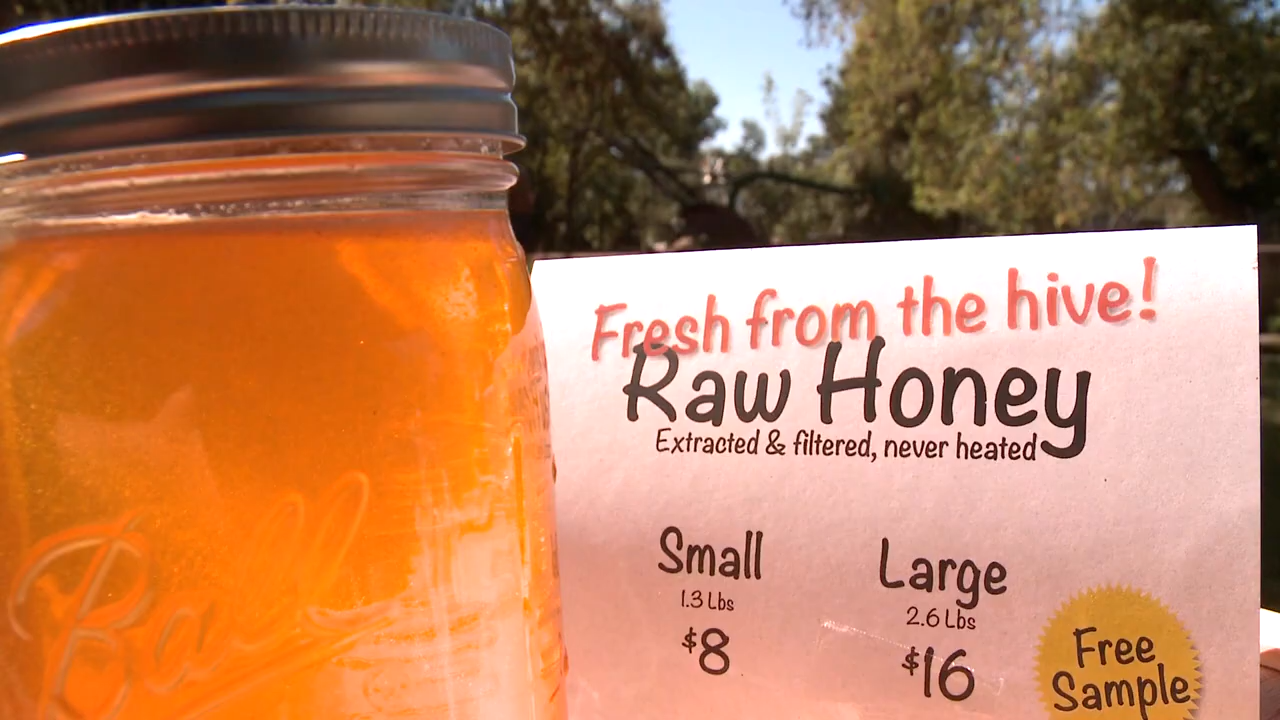 Fresh from the hive!
Raw Honey
Extracted & filtered, never heated
Small
1.3 Lbs
$8
Large
2.6 Lbs
$16
Free
Sample
Ball